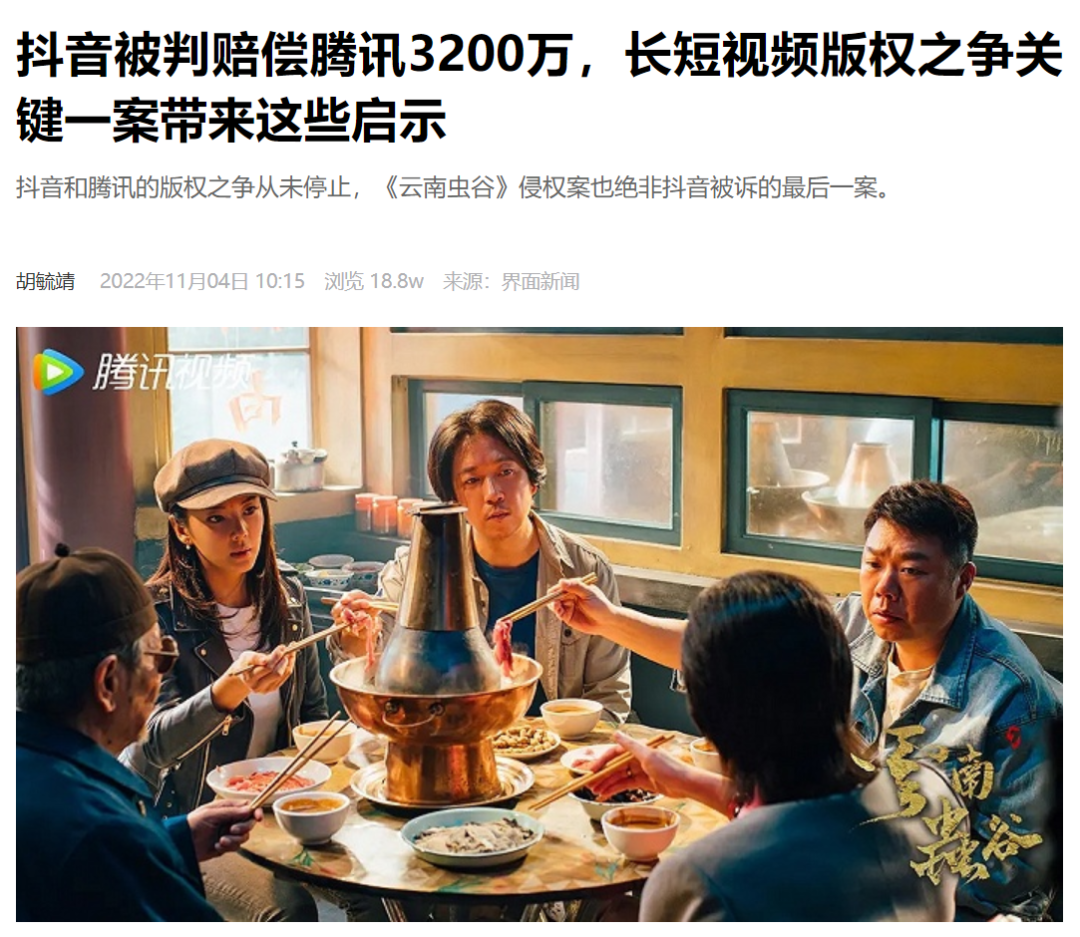 抖音被判赔偿腾讯3200万，长短视频版权之争关
键一案带来这些启示
抖音和腾讯的版权之争从未停止，《云南虫谷》侵权案也绝非抖音被诉的最后一案。
胡毓靖 2022年11月04日 10:15 浏览 18.8w 来源：界面新闻
腾讯视频
云南
虫谷